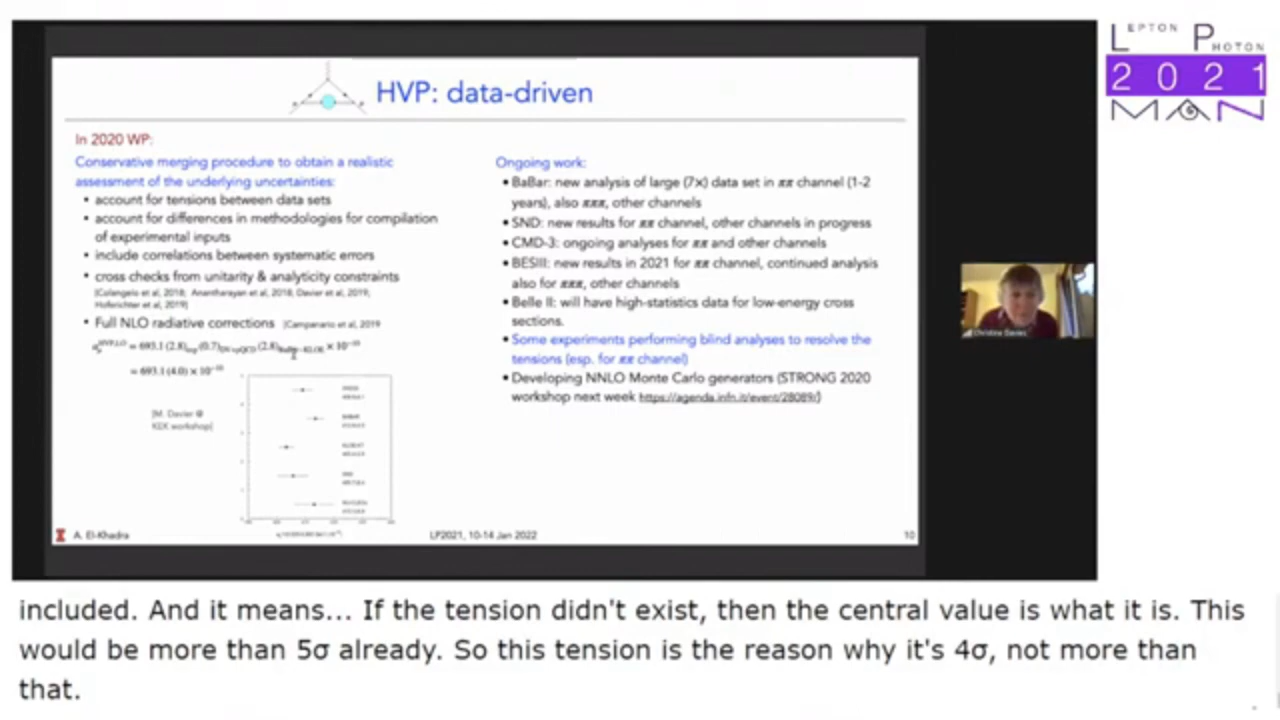 LEPTON PHOTON
2021
MAN
HVP: data-driven
In 2020 WP:
Conservative merging procedure to obtain a realistic
assessment of the underlying uncertainties:
• account for tensions between data sets
• account for differences in methodologies for compilation
of experimental inputs
• include correlations between systematic errors
• cross checks from unitarity & analyticity constraints
[Colangelo et al, 2018; Ananthanarayan et al, 2018; Davier et al, 2019;
Hoferichter et al, 2019]
• Full NLO radiative corrections [Campanario et al, 2019
= 693.1 (4.0) × 10⁻¹⁰
[M. Davier @
KEK workshop]
Ongoing work:
• BaBar: new analysis of large (7x) data set in ππ channel (1-2
years), also πππ, other channels
• SND: new results for ππ channel, other channels in progress
• CMD-3: ongoing analyses for ππ and other channels
• BESIII: new results in 2021 for ππ channel, continued analysis
also for πππ, other channels
• Belle II: will have high-statistics data for low-energy cross
sections.
• Some experiments performing blind analyses to resolve the
tensions (esp. for ππ channel)
• Developing NNLO Monte Carlo generators (STRONG 2020
workshop next week https://agenda.infn.it/event/28089/)
A. El-Khadra
LP2021, 10-14 Jan 2022
10
Christine Davies
included. And it means... If the tension didn't exist, then the central value is what it is. This
would be more than 5σ already. So this tension is the reason why it's 4σ, not more than
that.